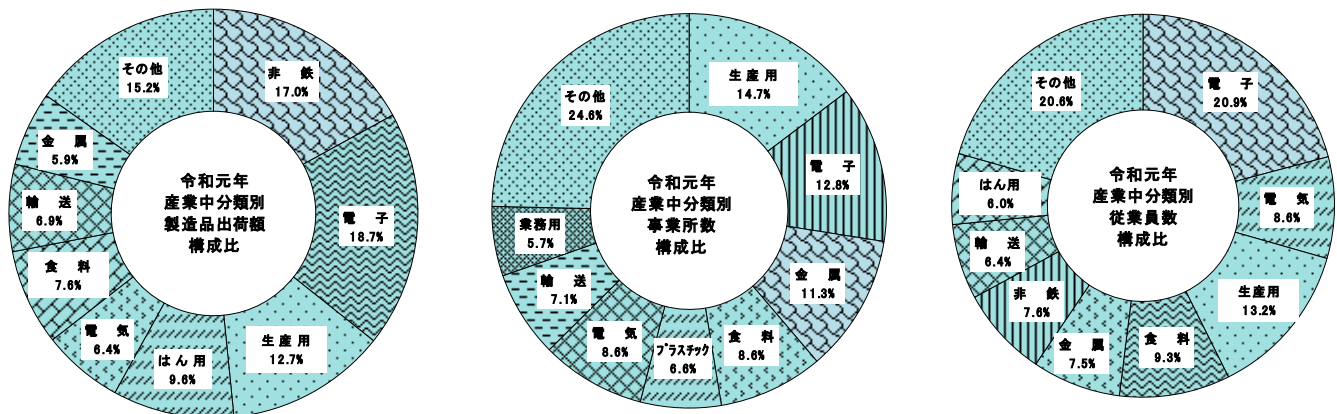 令和元年
産業中分類別
製造品出荷額
構成比
非 鉄
17.0%
電 子
18.7%
生産用
12.7%
はん用
9.6%
電 気
6.4%
食 料
7.6%
輸 送
6.9%
金 属
5.9%
その他
15.2%
令和元年
産業中分類別
事業所数
構成比
生産用
14.7%
電 子
12.8%
金 属
11.3%
食 料
8.6%
プラスチック
6.6%
電 気
8.6%
輸 送
7.1%
業務用
5.7%
その他
24.6%
令和元年
産業中分類別
従業員数
構成比
電 子
20.9%
電 気
8.6%
生産用
13.2%
食 料
9.3%
金 属
7.5%
非 鉄
7.6%
輸 送
6.4%
はん用
6.0%
その他
20.6%